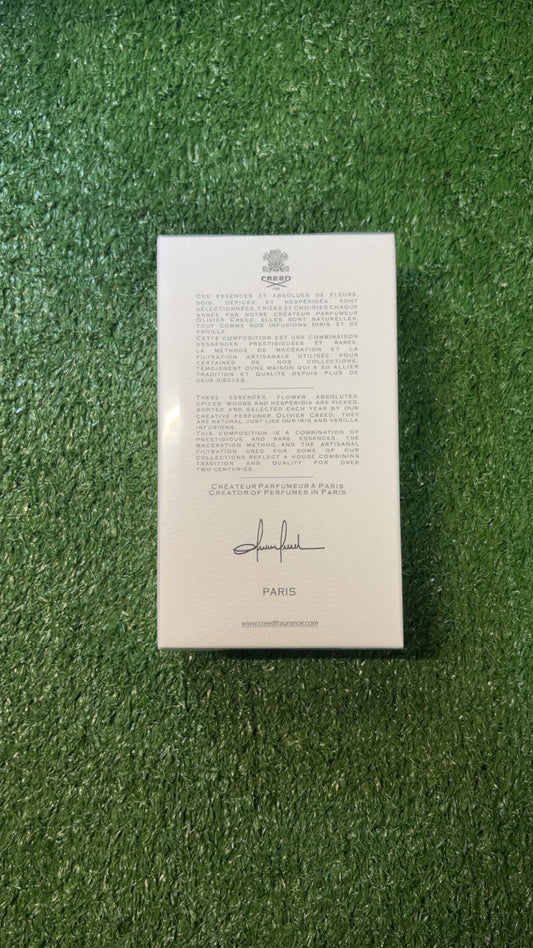 CREED
CES ESSENCES ET ABSOLUES DE FLEURS,
BOIS, DÉPICES ET HESPÉRIDÉS SONT
SÉLECTIONNÉES, TRIÉES ET CHOISIES CHAQUE
ANNÉE PAR NOTRE CRÉATEUR PARFUMEUR
OLIVIER CREED. ELLES SONT NATURELLES,
TOUT COMME NOS INFUSIONS DIRIS ET DE
VANILLE.
CETTE COMPOSITION EST UNE COMBINAISON
DESSENCES PRESTIGIEUSES ET RARES.
LA MÉTHODE DE MACÉRATION ET LA
FILTRATION ARTISANALE UTILISÉE POUR
CERTAINES DE NOS COLLECTIONS,
TÉMOIGNENT DUNE MAISON QUI A SU ALLIER
TRADITION ET QUALITÉ DEPUIS PLUS DE
DEUX SIÈCLES.
THESE ESSENCES, FLOWER ABSOLUTES,
SPICES, WOODS AND HESPERIDIA ARE PICKED,
SORTED AND SELECTED EACH YEAR BY OUR
CREATIVE PERFUMER OLIVIER CREED. THEY
ARE NATURAL, JUST LIKE OUR IRIS AND VANILLA
INFUSIONS.
THIS COMPOSITION IS A COMBINATION OF
PRESTIGIOUS AND RARE ESSENCES. THE
MACERATION METHOD AND THE ARTISANAL
FILTRATION USED FOR SOME OF OUR
COLLECTIONS REFLECT A HOUSE COMBINING
TRADITION AND QUALITY FOR OVER
TWO CENTURIES.
CRÉATEUR PARFUMEUR À PARIS
CREATOR OF PERFUMES IN PARIS
PARIS
www.creedfragrance.com